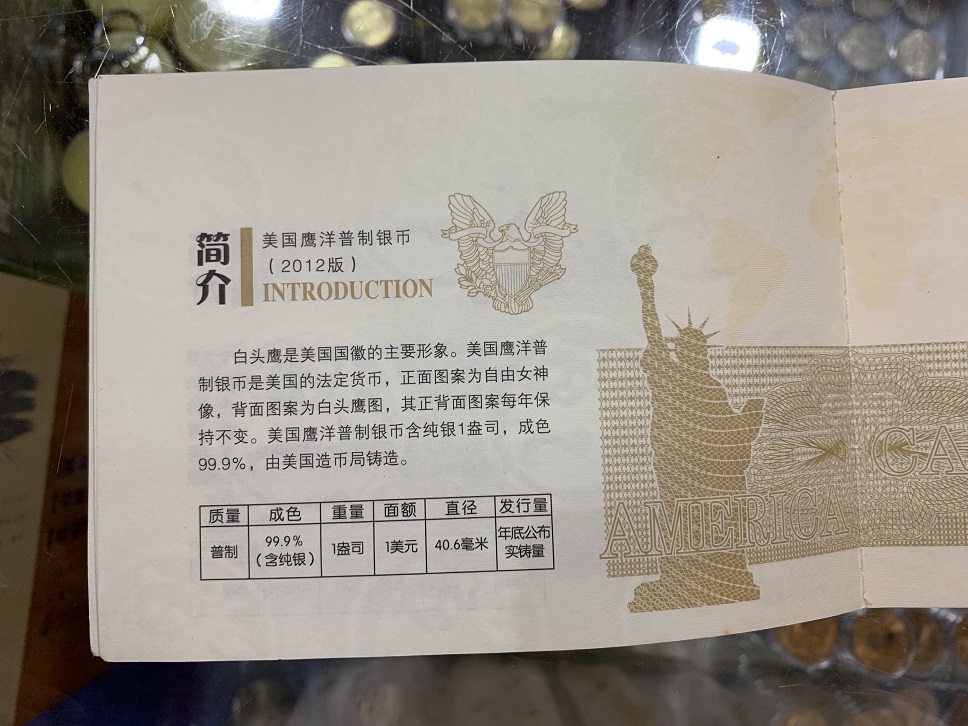 简介
美国鹰洋普制银币
（2012版）
INTRODUCTION
白头鹰是美国国徽的主要形象。美国鹰洋普
制银币是美国的法定货币，正面图案为自由女神
像，背面图案为白头鹰图，其正背面图案每年保
持不变。美国鹰洋普制银币含纯银1盎司，成色
99.9%，由美国造币局铸造。
质量 成色 重量 面额 直径 发行量
普制 99.9%（含纯银） 1盎司 1美元 40.6毫米 年底公布实铸量
CA
AMERICA